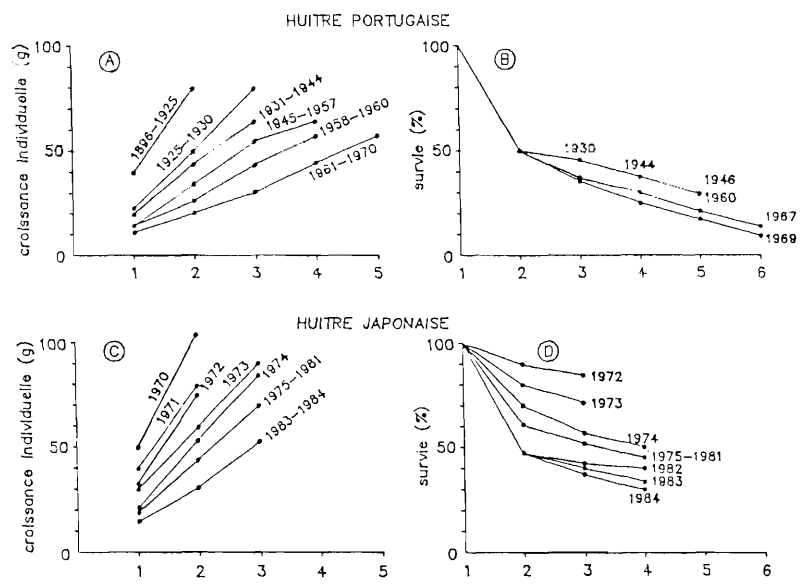 HUITRE PORTUGAISE
A
croissance Individuelle (g)
100
50
0
1896–1925
1925–1930
1931–1944
1945–1957
1958–1960
1961–1970
1 2 3 4 5
B
survie (%)
100
50
0
1930
1944
1946
1960
1967
1969
1 2 3 4 5 6
HUITRE JAPONAISE
C
croissance Individuelle (g)
100
50
0
1970
1971
1972
1973
1974
1975–1981
1983–1984
1 2 3 4 5
D
survie (%)
100
50
0
1972
1973
1974
1975–1981
1982
1983
1984
1 2 3 4 5 6